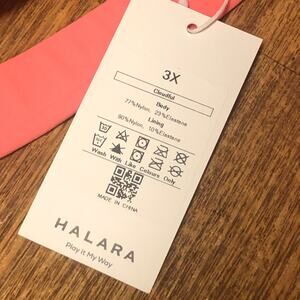 3X
Cloudful
Body
77%Nylon, 23%Elastane
Lining
90%Nylon, 10%Elastane
Wash With Like Colours Only
MADE IN CHINA
HALARA
Play It My Way